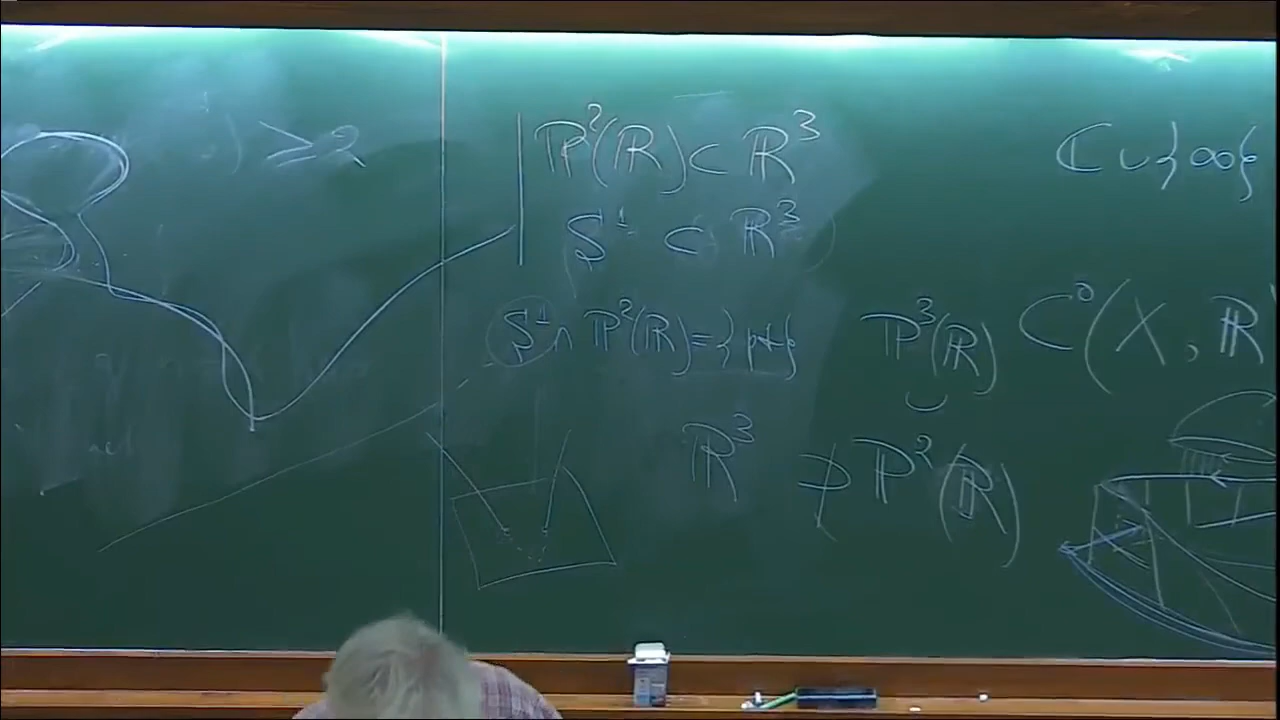 ) ≥ 2
ℙ²(ℝ) ⊂ ℝ³
S¹ ⊂ ℝ³
S¹ ∩ ℙ²(ℝ) = }pt{
ℙ³(ℝ)
∪
ℝ³ ⊅ ℙ²(ℝ)
ℂ ∪ }∞{
C⁰(X, ℝ